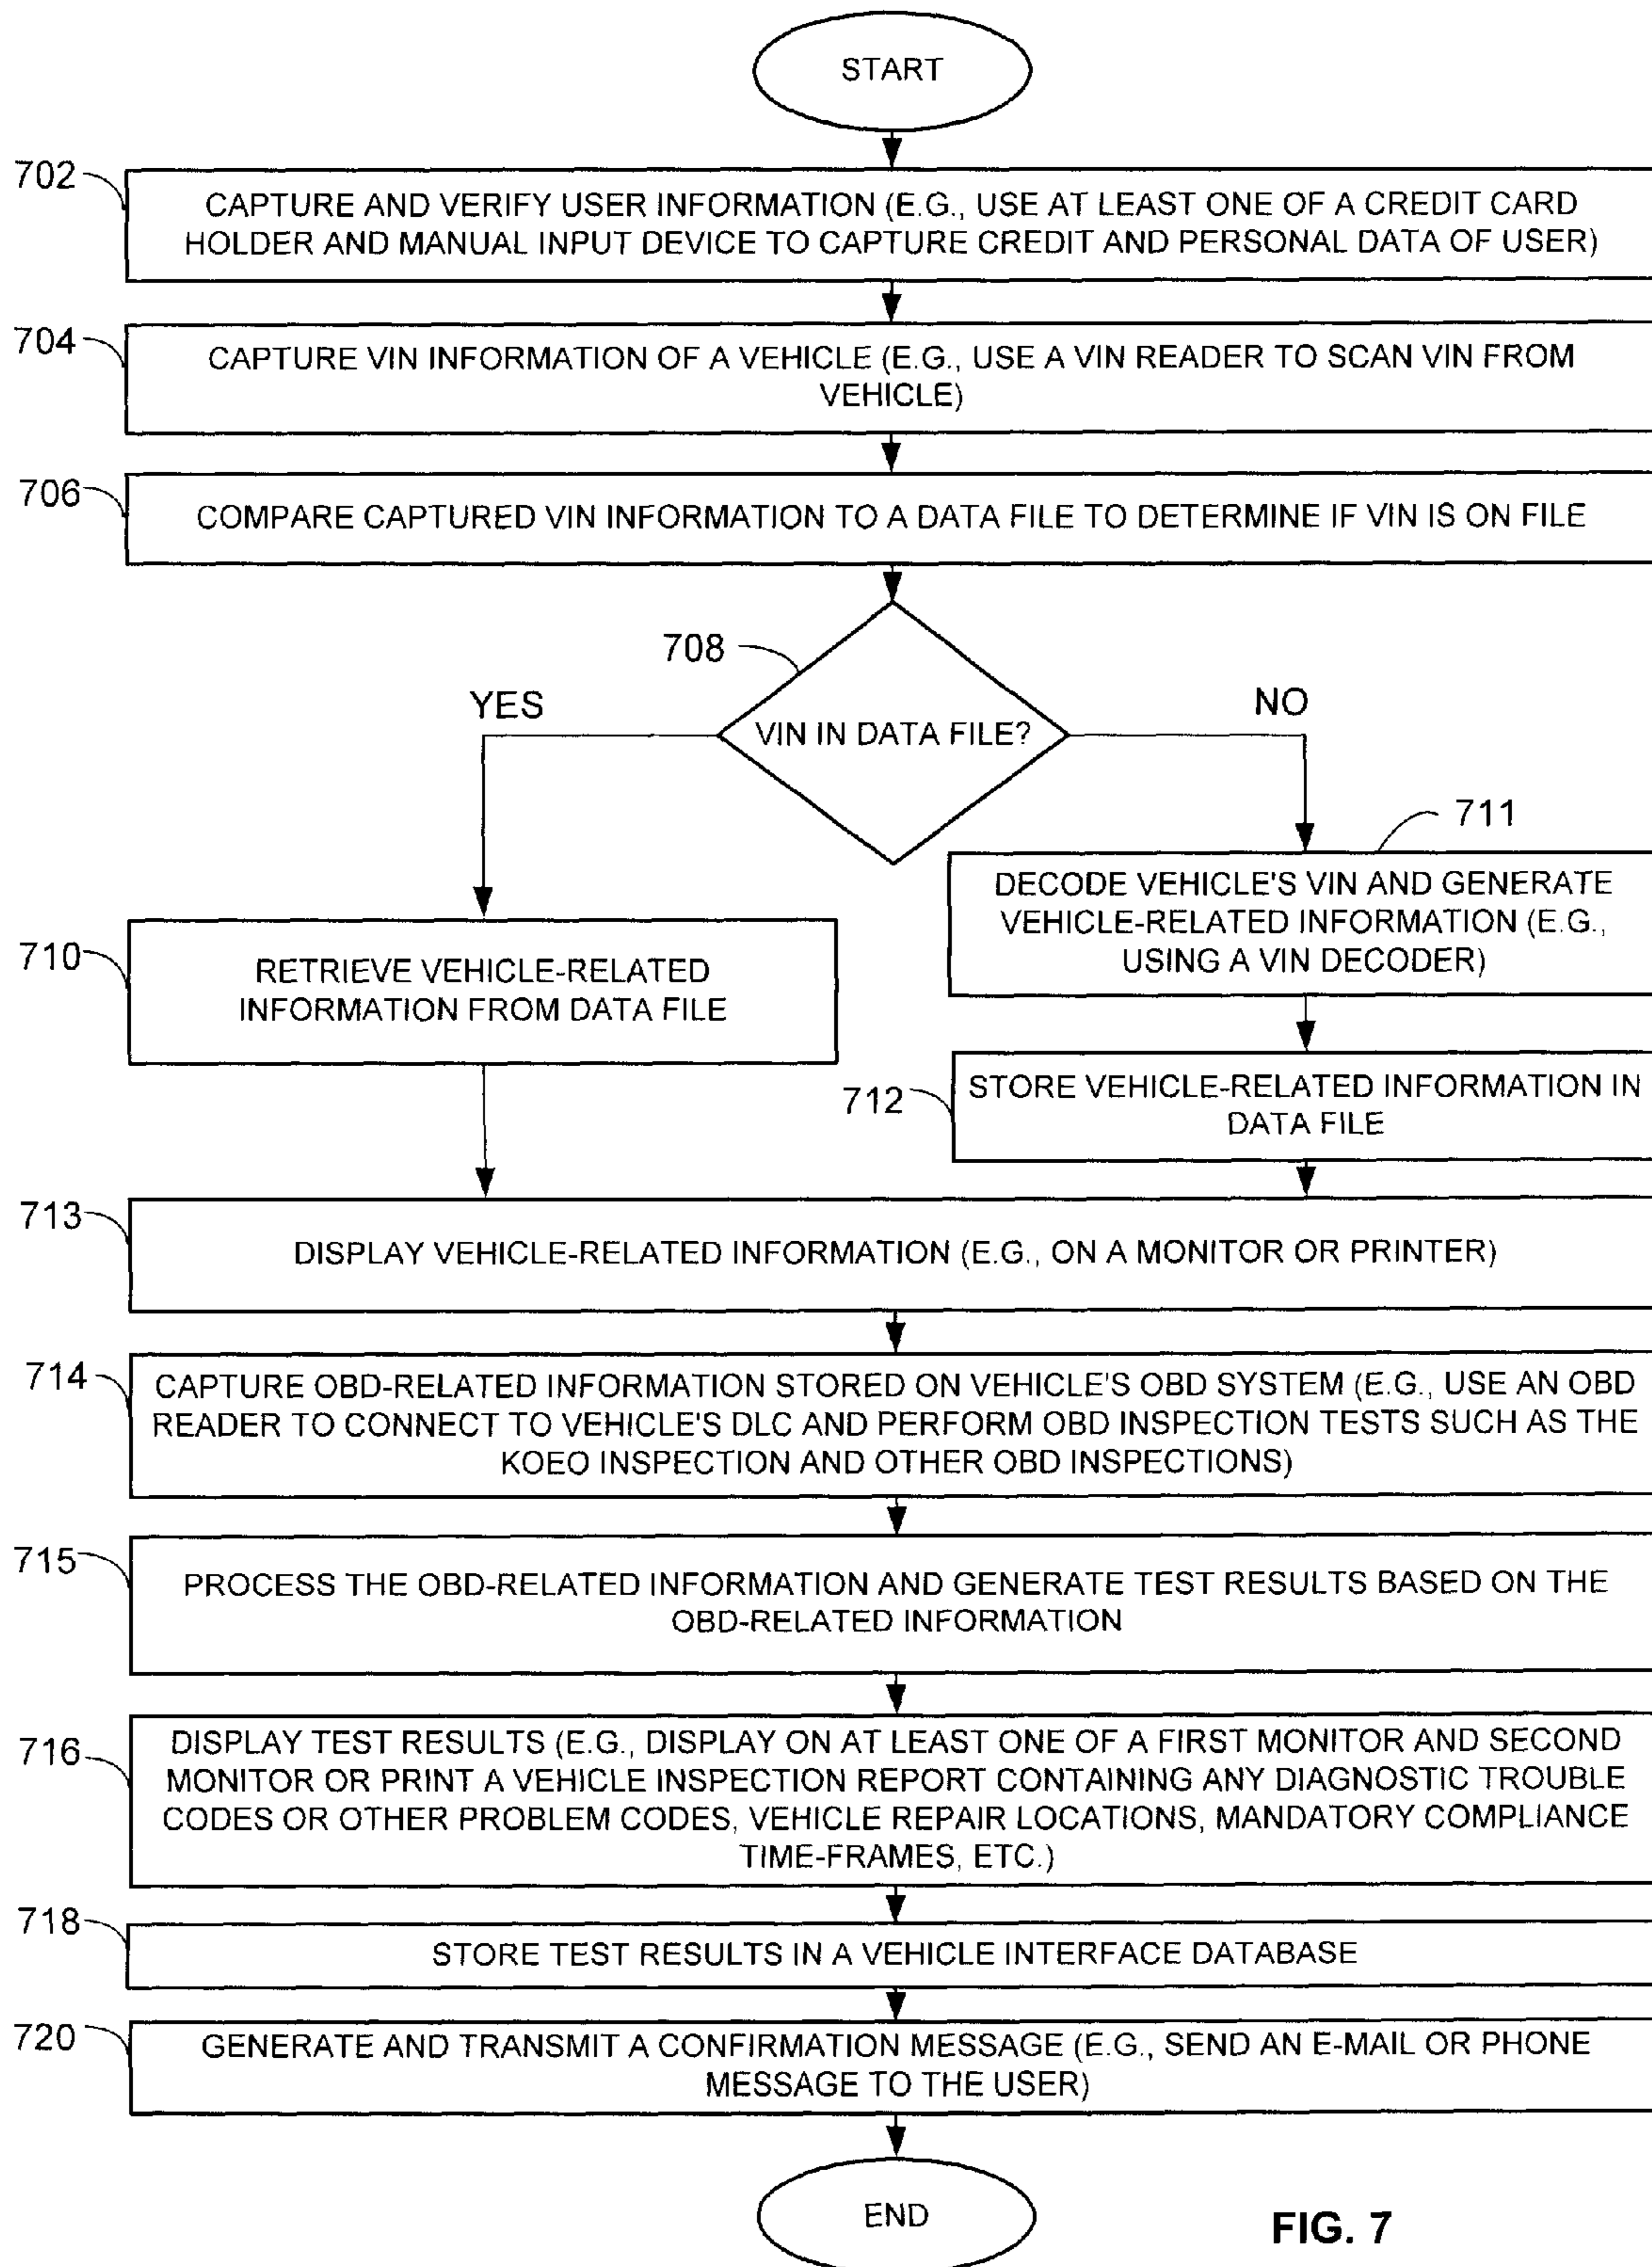 START
702
CAPTURE AND VERIFY USER INFORMATION (E.G., USE AT LEAST ONE OF A CREDIT CARD
HOLDER AND MANUAL INPUT DEVICE TO CAPTURE CREDIT AND PERSONAL DATA OF USER)
704
CAPTURE VIN INFORMATION OF A VEHICLE (E.G., USE A VIN READER TO SCAN VIN FROM
VEHICLE)
706
COMPARE CAPTURED VIN INFORMATION TO A DATA FILE TO DETERMINE IF VIN IS ON FILE
708
YES
NO
VIN IN DATA FILE?
711
DECODE VEHICLE'S VIN AND GENERATE
VEHICLE-RELATED INFORMATION (E.G.,
USING A VIN DECODER)
710
RETRIEVE VEHICLE-RELATED
INFORMATION FROM DATA FILE
712
STORE VEHICLE-RELATED INFORMATION IN
DATA FILE
713
DISPLAY VEHICLE-RELATED INFORMATION (E.G., ON A MONITOR OR PRINTER)
714
CAPTURE OBD-RELATED INFORMATION STORED ON VEHICLE'S OBD SYSTEM (E.G., USE AN OBD
READER TO CONNECT TO VEHICLE'S DLC AND PERFORM OBD INSPECTION TESTS SUCH AS THE
KOEO INSPECTION AND OTHER OBD INSPECTIONS)
715
PROCESS THE OBD-RELATED INFORMATION AND GENERATE TEST RESULTS BASED ON THE
OBD-RELATED INFORMATION
716
DISPLAY TEST RESULTS (E.G., DISPLAY ON AT LEAST ONE OF A FIRST MONITOR AND SECOND
MONITOR OR PRINT A VEHICLE INSPECTION REPORT CONTAINING ANY DIAGNOSTIC TROUBLE
CODES OR OTHER PROBLEM CODES, VEHICLE REPAIR LOCATIONS, MANDATORY COMPLIANCE
TIME-FRAMES, ETC.)
718
STORE TEST RESULTS IN A VEHICLE INTERFACE DATABASE
720
GENERATE AND TRANSMIT A CONFIRMATION MESSAGE (E.G., SEND AN E-MAIL OR PHONE
MESSAGE TO THE USER)
END
FIG. 7